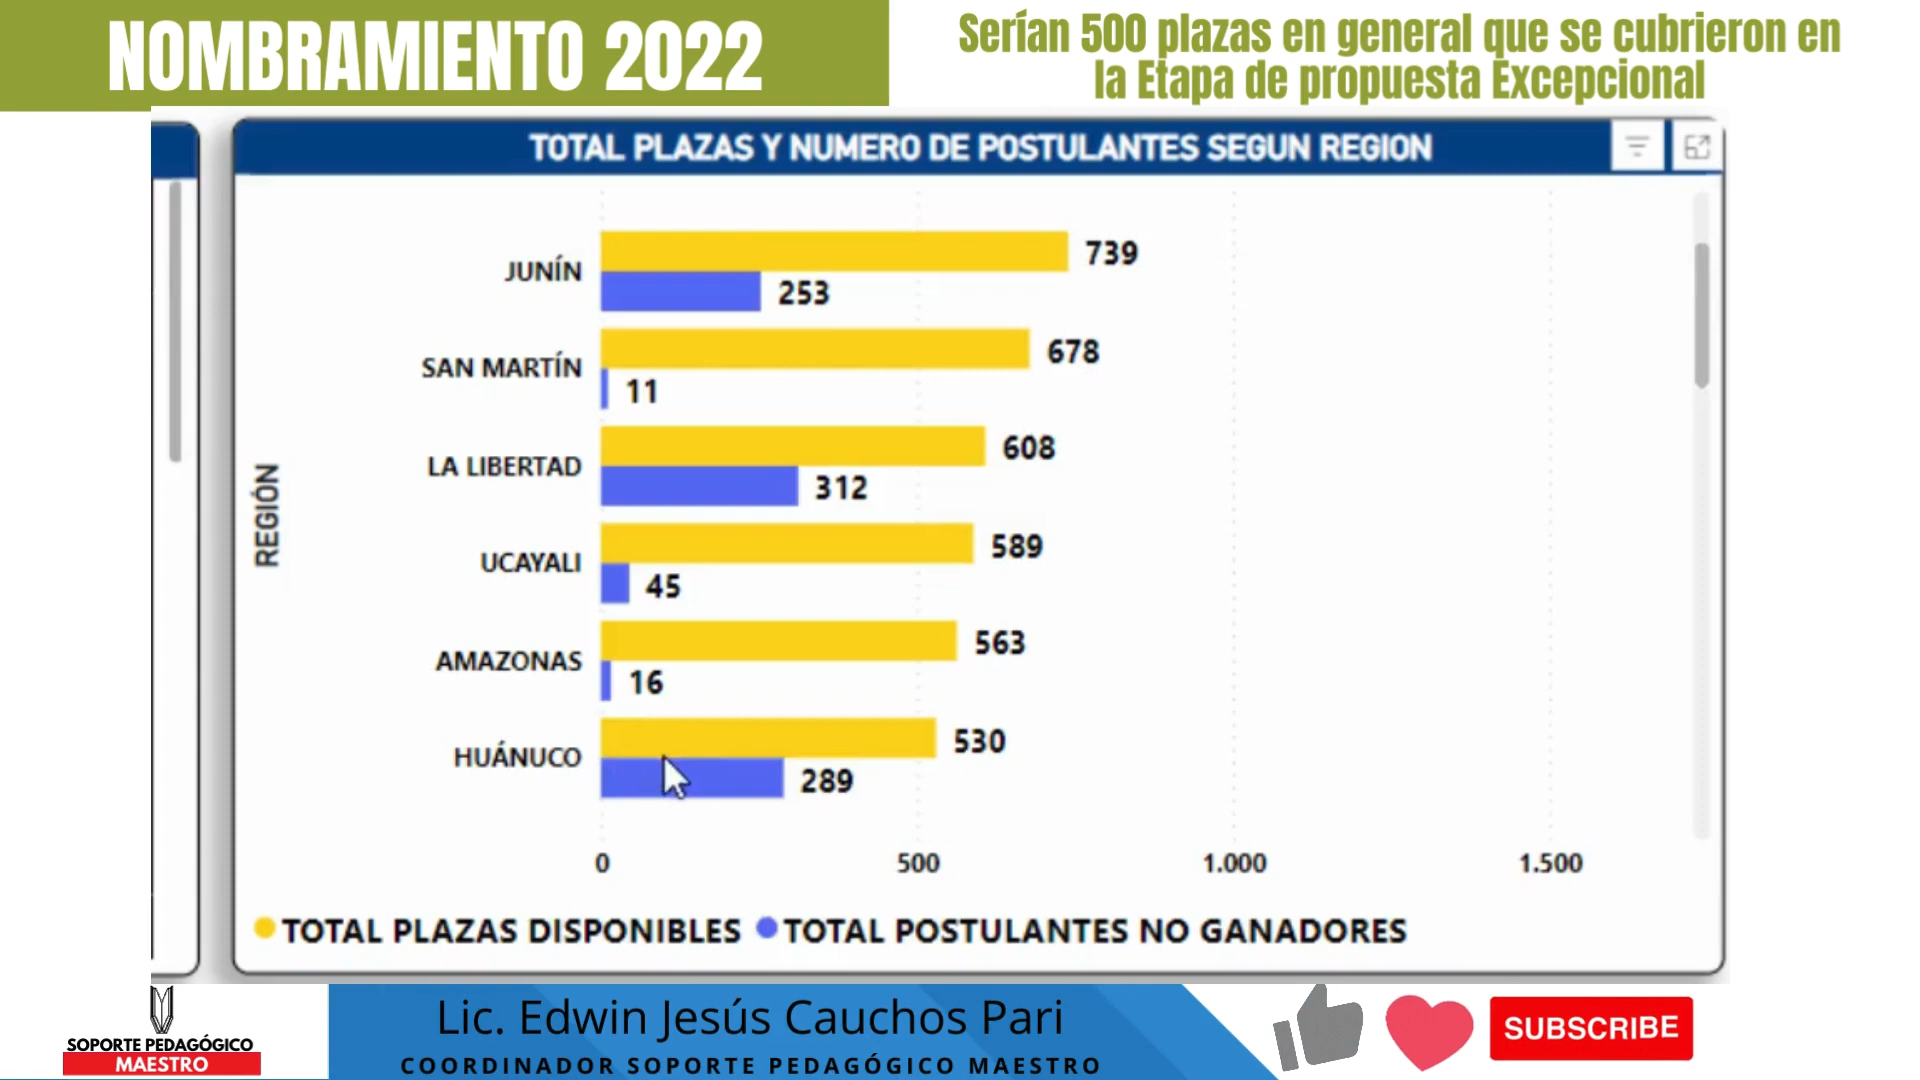 NOMBRAMIENTO 2022
Serían 500 plazas en general que se cubrieron en
la Etapa de propuesta Excepcional
TOTAL PLAZAS Y NUMERO DE POSTULANTES SEGUN REGION
REGIÓN
JUNÍN
739
253
SAN MARTÍN
678
11
LA LIBERTAD
608
312
UCAYALI
589
45
AMAZONAS
563
16
HUÁNUCO
530
289
0 500 1.000 1.500
TOTAL PLAZAS DISPONIBLES TOTAL POSTULANTES NO GANADORES
SOPORTE PEDAGÓGICO
MAESTRO
Lic. Edwin Jesús Cauchos Pari
COORDINADOR SOPORTE PEDAGÓGICO MAESTRO
SUBSCRIBE